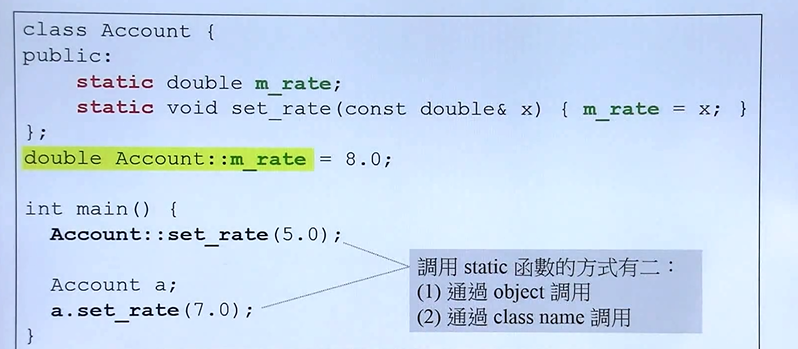 class Account {
public:
    static double m_rate;
    static void set_rate(const double& x) { m_rate = x; }
};
double Account::m_rate = 8.0;
int main() {
  Account::set_rate(5.0);
  Account a;
  a.set_rate(7.0);
}
調用 static 函數的方式有二：
(1) 通過 object 調用
(2) 通過 class name 調用